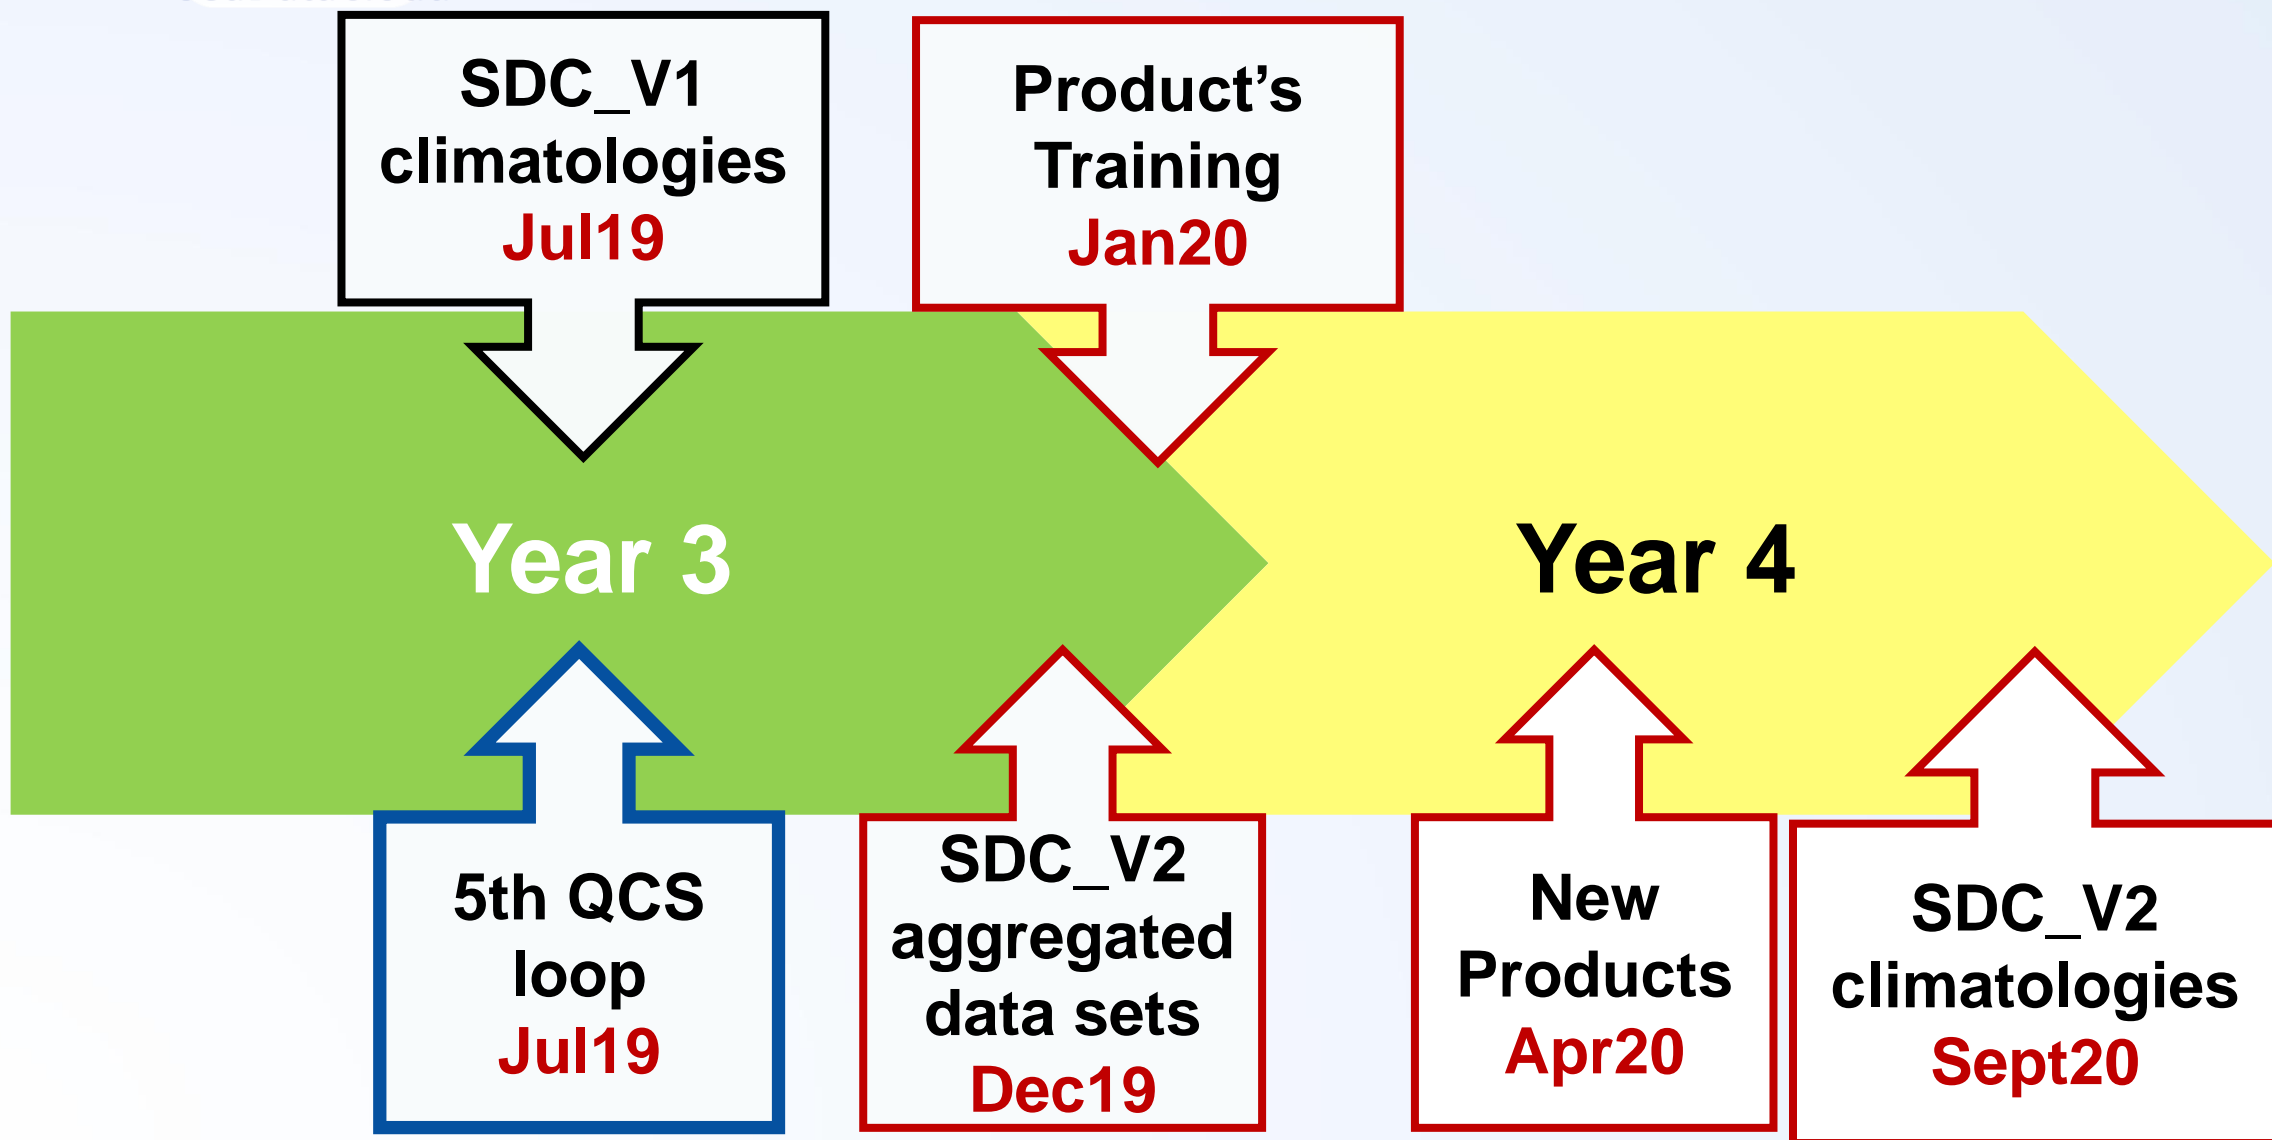 SDC_V1
climatologies
Jul19
Product’s
Training
Jan20
Year 3
Year 4
5th QCS
loop
Jul19
SDC_V2
aggregated
data sets
Dec19
New
Products
Apr20
SDC_V2
climatologies
Sept20